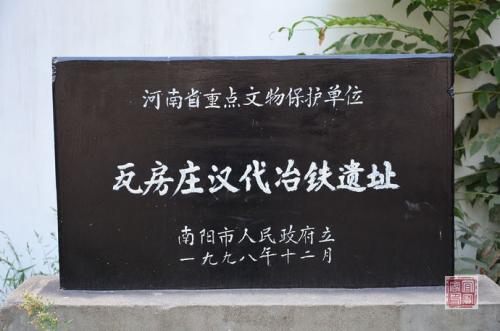 河南省重点文物保护单位
瓦房庄汉代冶铁遗址
南阳市人民政府立
一九九八年十二月